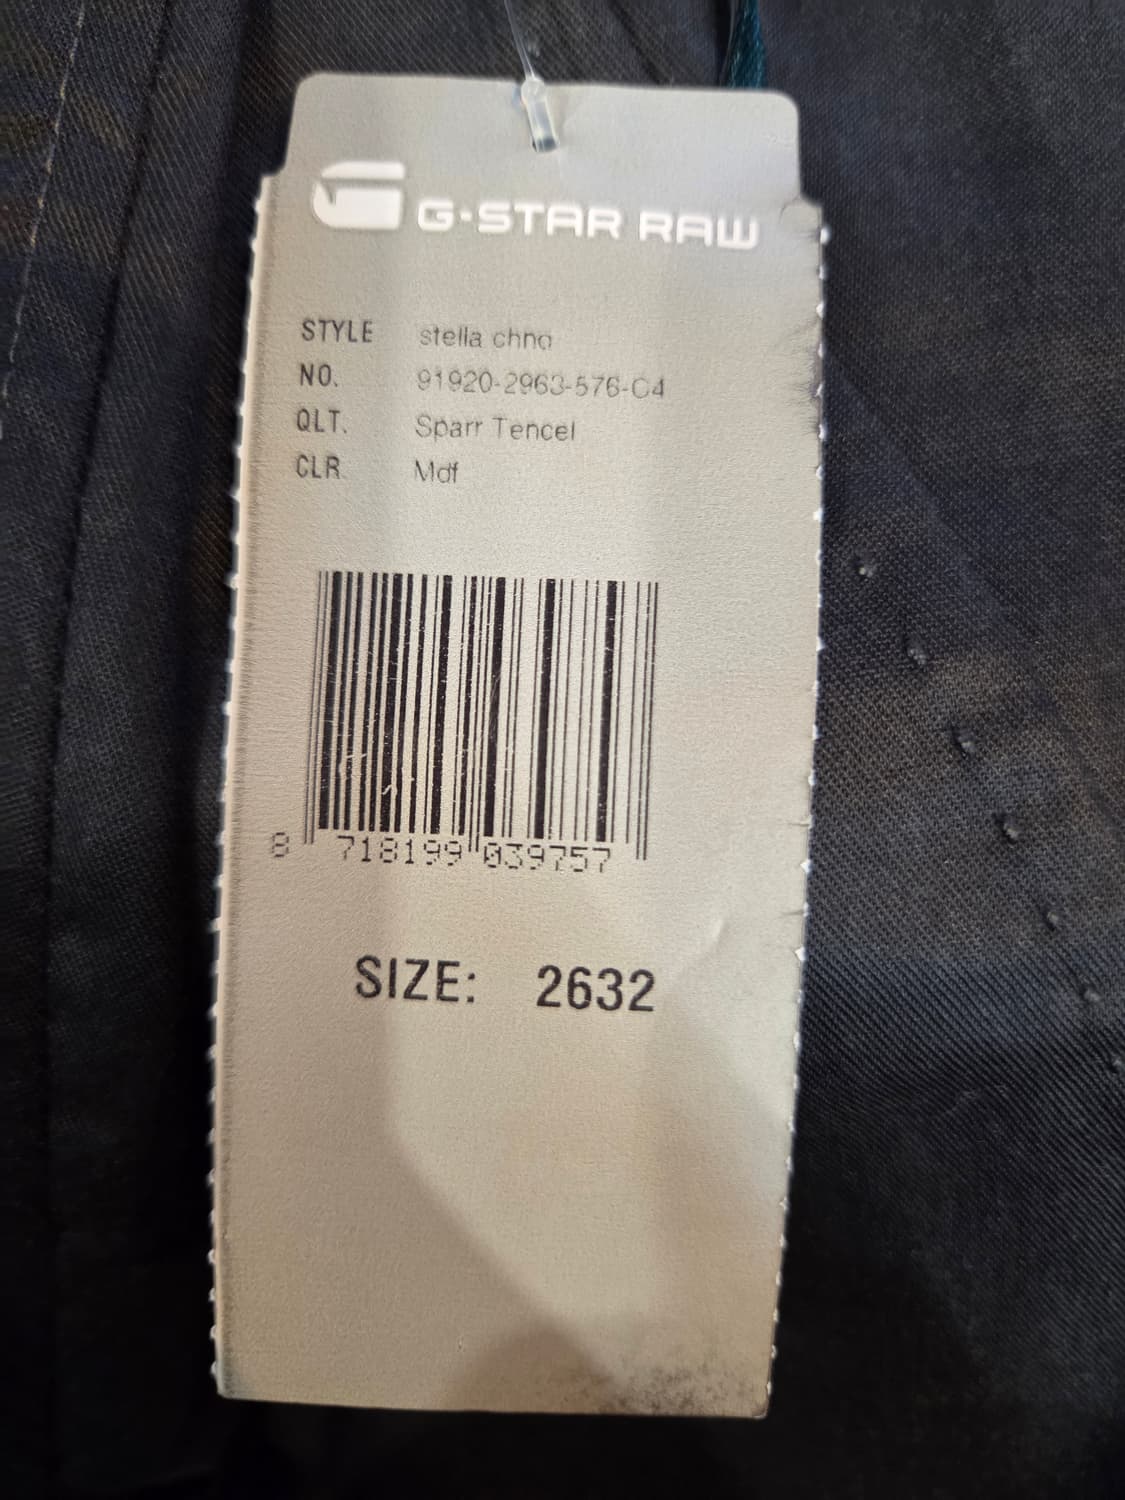 G-STAR RAW
STYLE stella chno
NO. 91920-2963-576-C4
QLT. Sparr Tencel
CLR. Mdf
8 718199 039757
SIZE: 2632